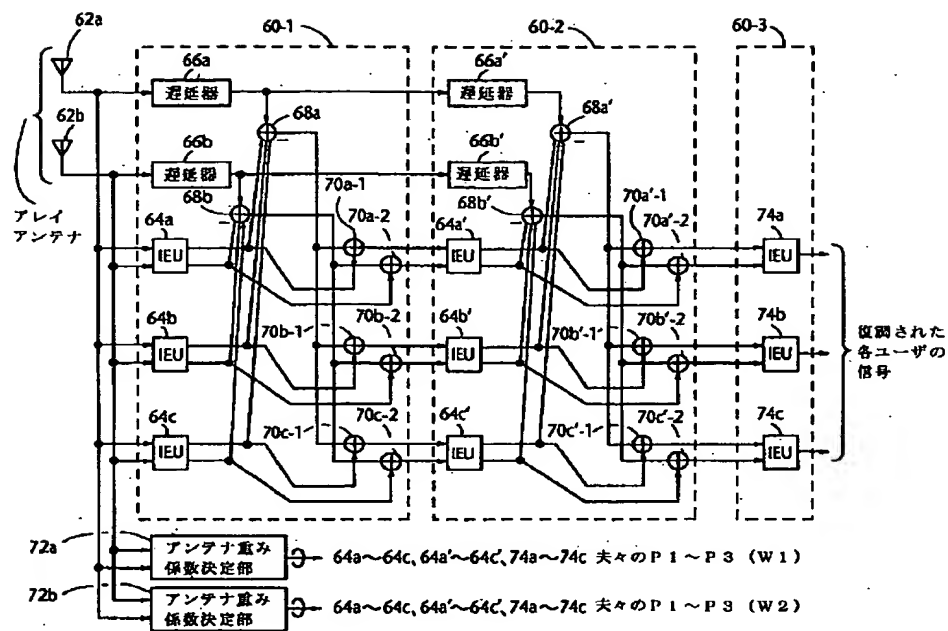 62a
60-1
60-2
60-3
66a
遅延器
66a′
遅延器
62b
68a
68a′
66b
遅延器
66b′
遅延器
68b
68b′
アレイ
アンテナ
64a
IEU
70a-1
70a-2
64a′
IEU
70a′-1
70a′-2
74a
IEU
64b
IEU
70b-1
70b-2
64b′
IEU
70b′-1
70b′-2
74b
IEU
復調された
各ユーザの
信号
64c
IEU
70c-1
70c-2
64c′
IEU
70c′-1
70c′-2
74c
IEU
72a
アンテナ重み
係数決定部
64a~64c、64a′~64c′、74a~74c 夫々のP1~P3 (W1)
72b
アンテナ重み
係数決定部
64a~64c、64a′~64c′、74a~74c 夫々のP1~P3 (W2)